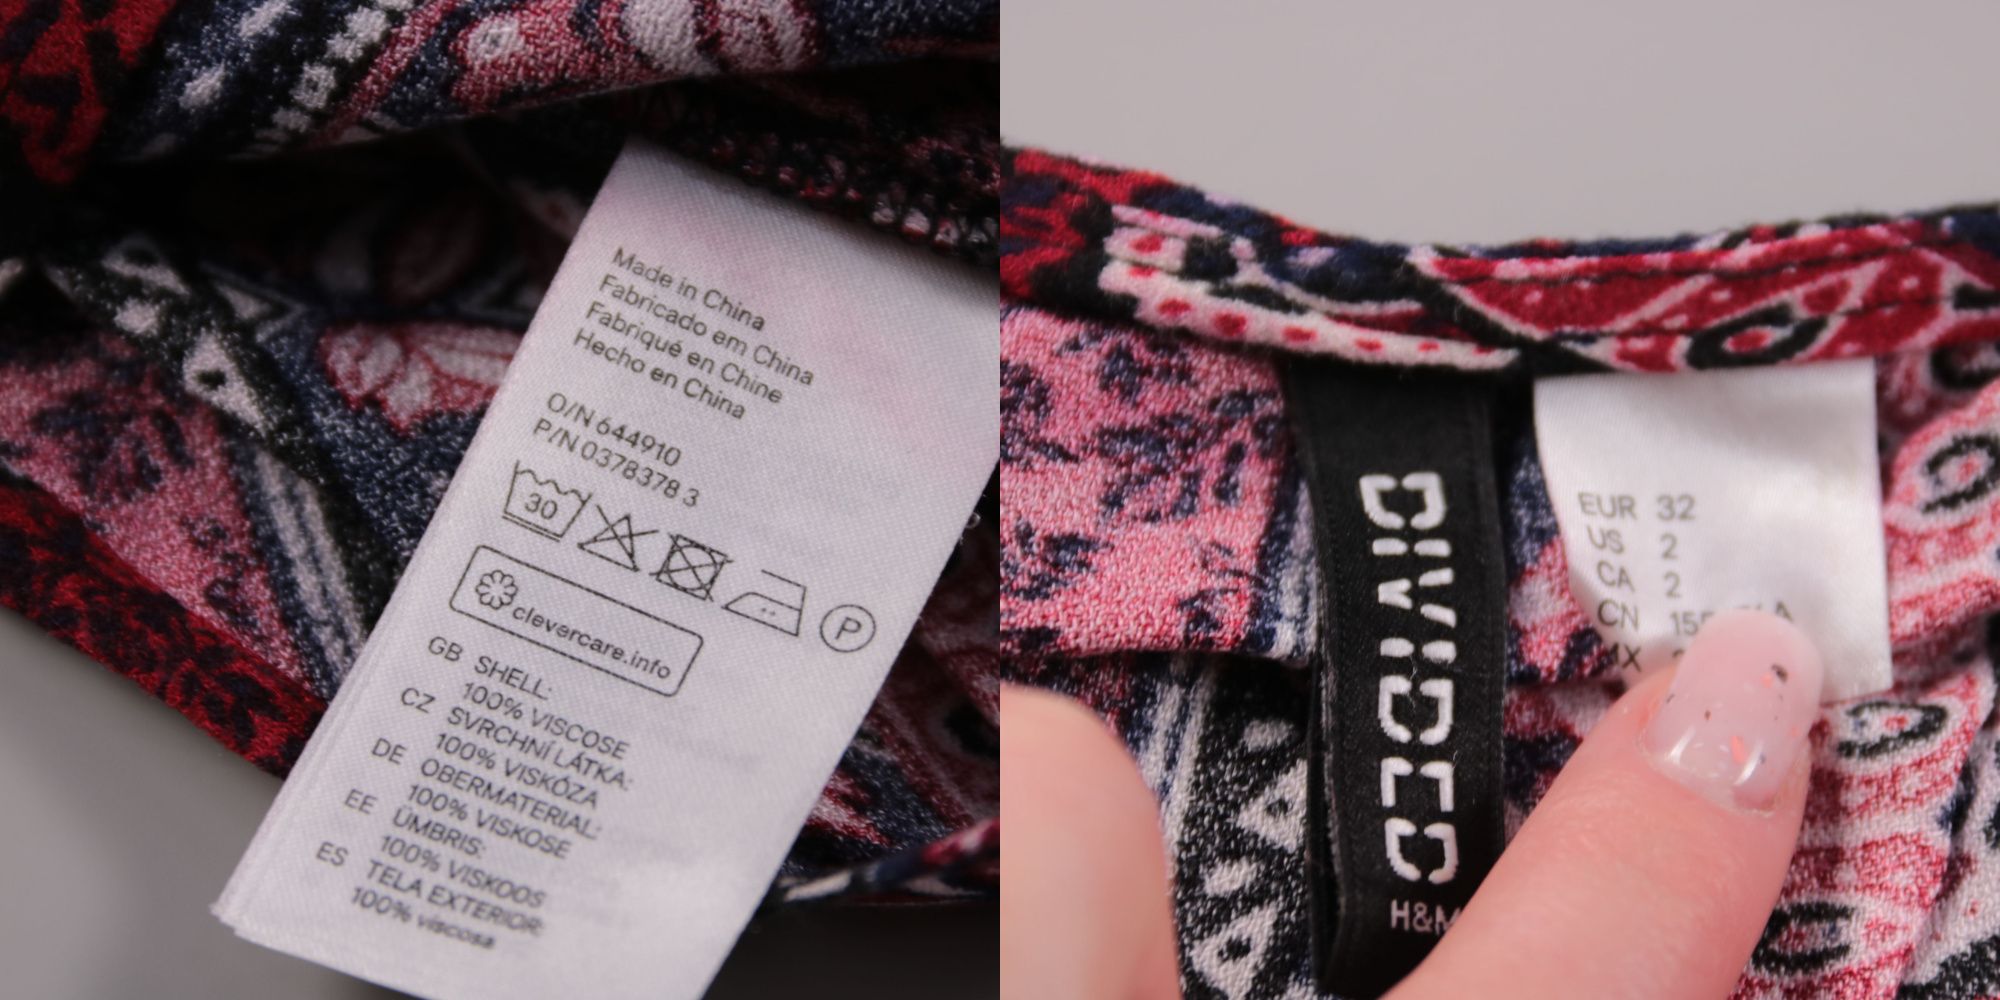 Made in China
Fabricado em China
Fabriqué en Chine
Hecho en China
O/N 644910
P/N 0378378 3
30
P
clevercare.info
GB SHELL:
100% VISCOSE
CZ SVRCHNÍ LÁTKA:
100% VISKÓZA
DE OBERMATERIAL:
100% VISKOSE
EE ÜMBRIS:
100% VISKOOS
ES TELA EXTERIOR:
100% viscosa
DIVIDED
H&M
EUR 32
US 2
CA 2
CN
MX